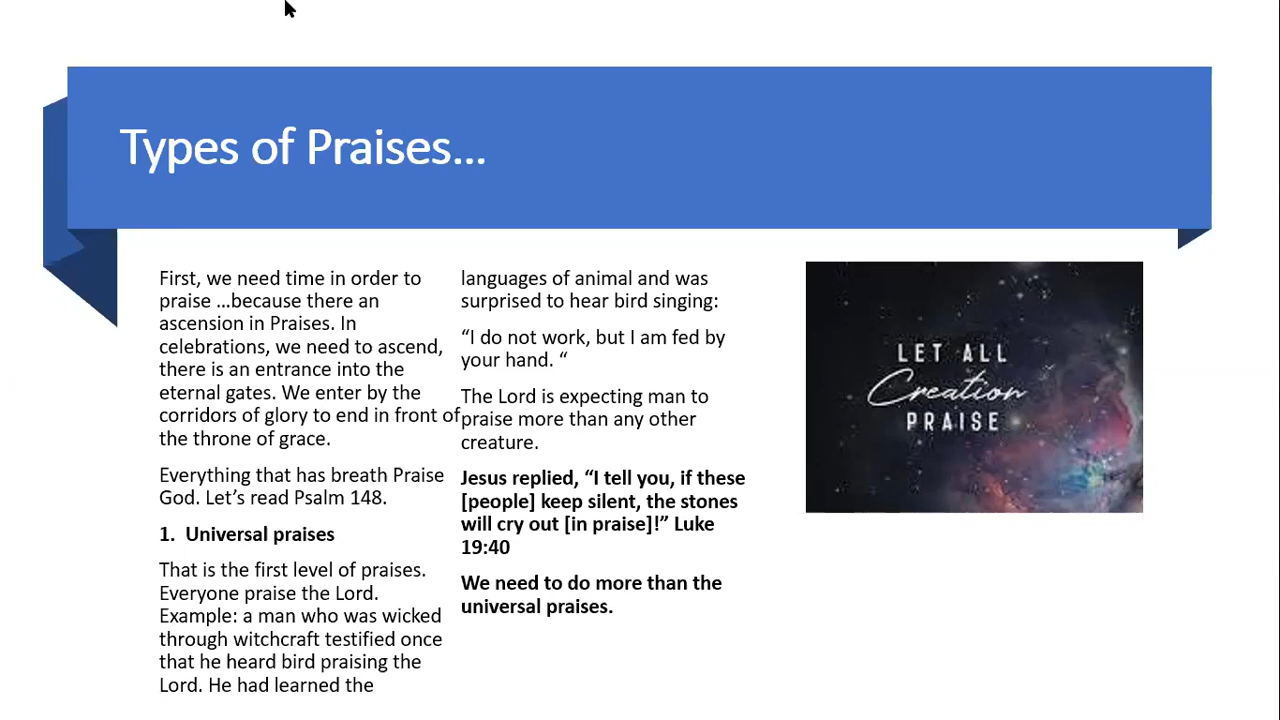 Types of Praises...
First, we need time in order to
praise ...because there an
ascension in Praises. In
celebrations, we need to ascend,
there is an entrance into the
eternal gates. We enter by the
corridors of glory to end in front of
the throne of grace.
Everything that has breath Praise
God. Let’s read Psalm 148.
1. Universal praises
That is the first level of praises.
Everyone praise the Lord.
Example: a man who was wicked
through witchcraft testified once
that he heard bird praising the
Lord. He had learned the
languages of animal and was
surprised to hear bird singing:
“I do not work, but I am fed by
your hand. “
The Lord is expecting man to
praise more than any other
creature.
Jesus replied, “I tell you, if these
[people] keep silent, the stones
will cry out [in praise]!” Luke
19:40
We need to do more than the
universal praises.
LET ALL
Creation
PRAISE